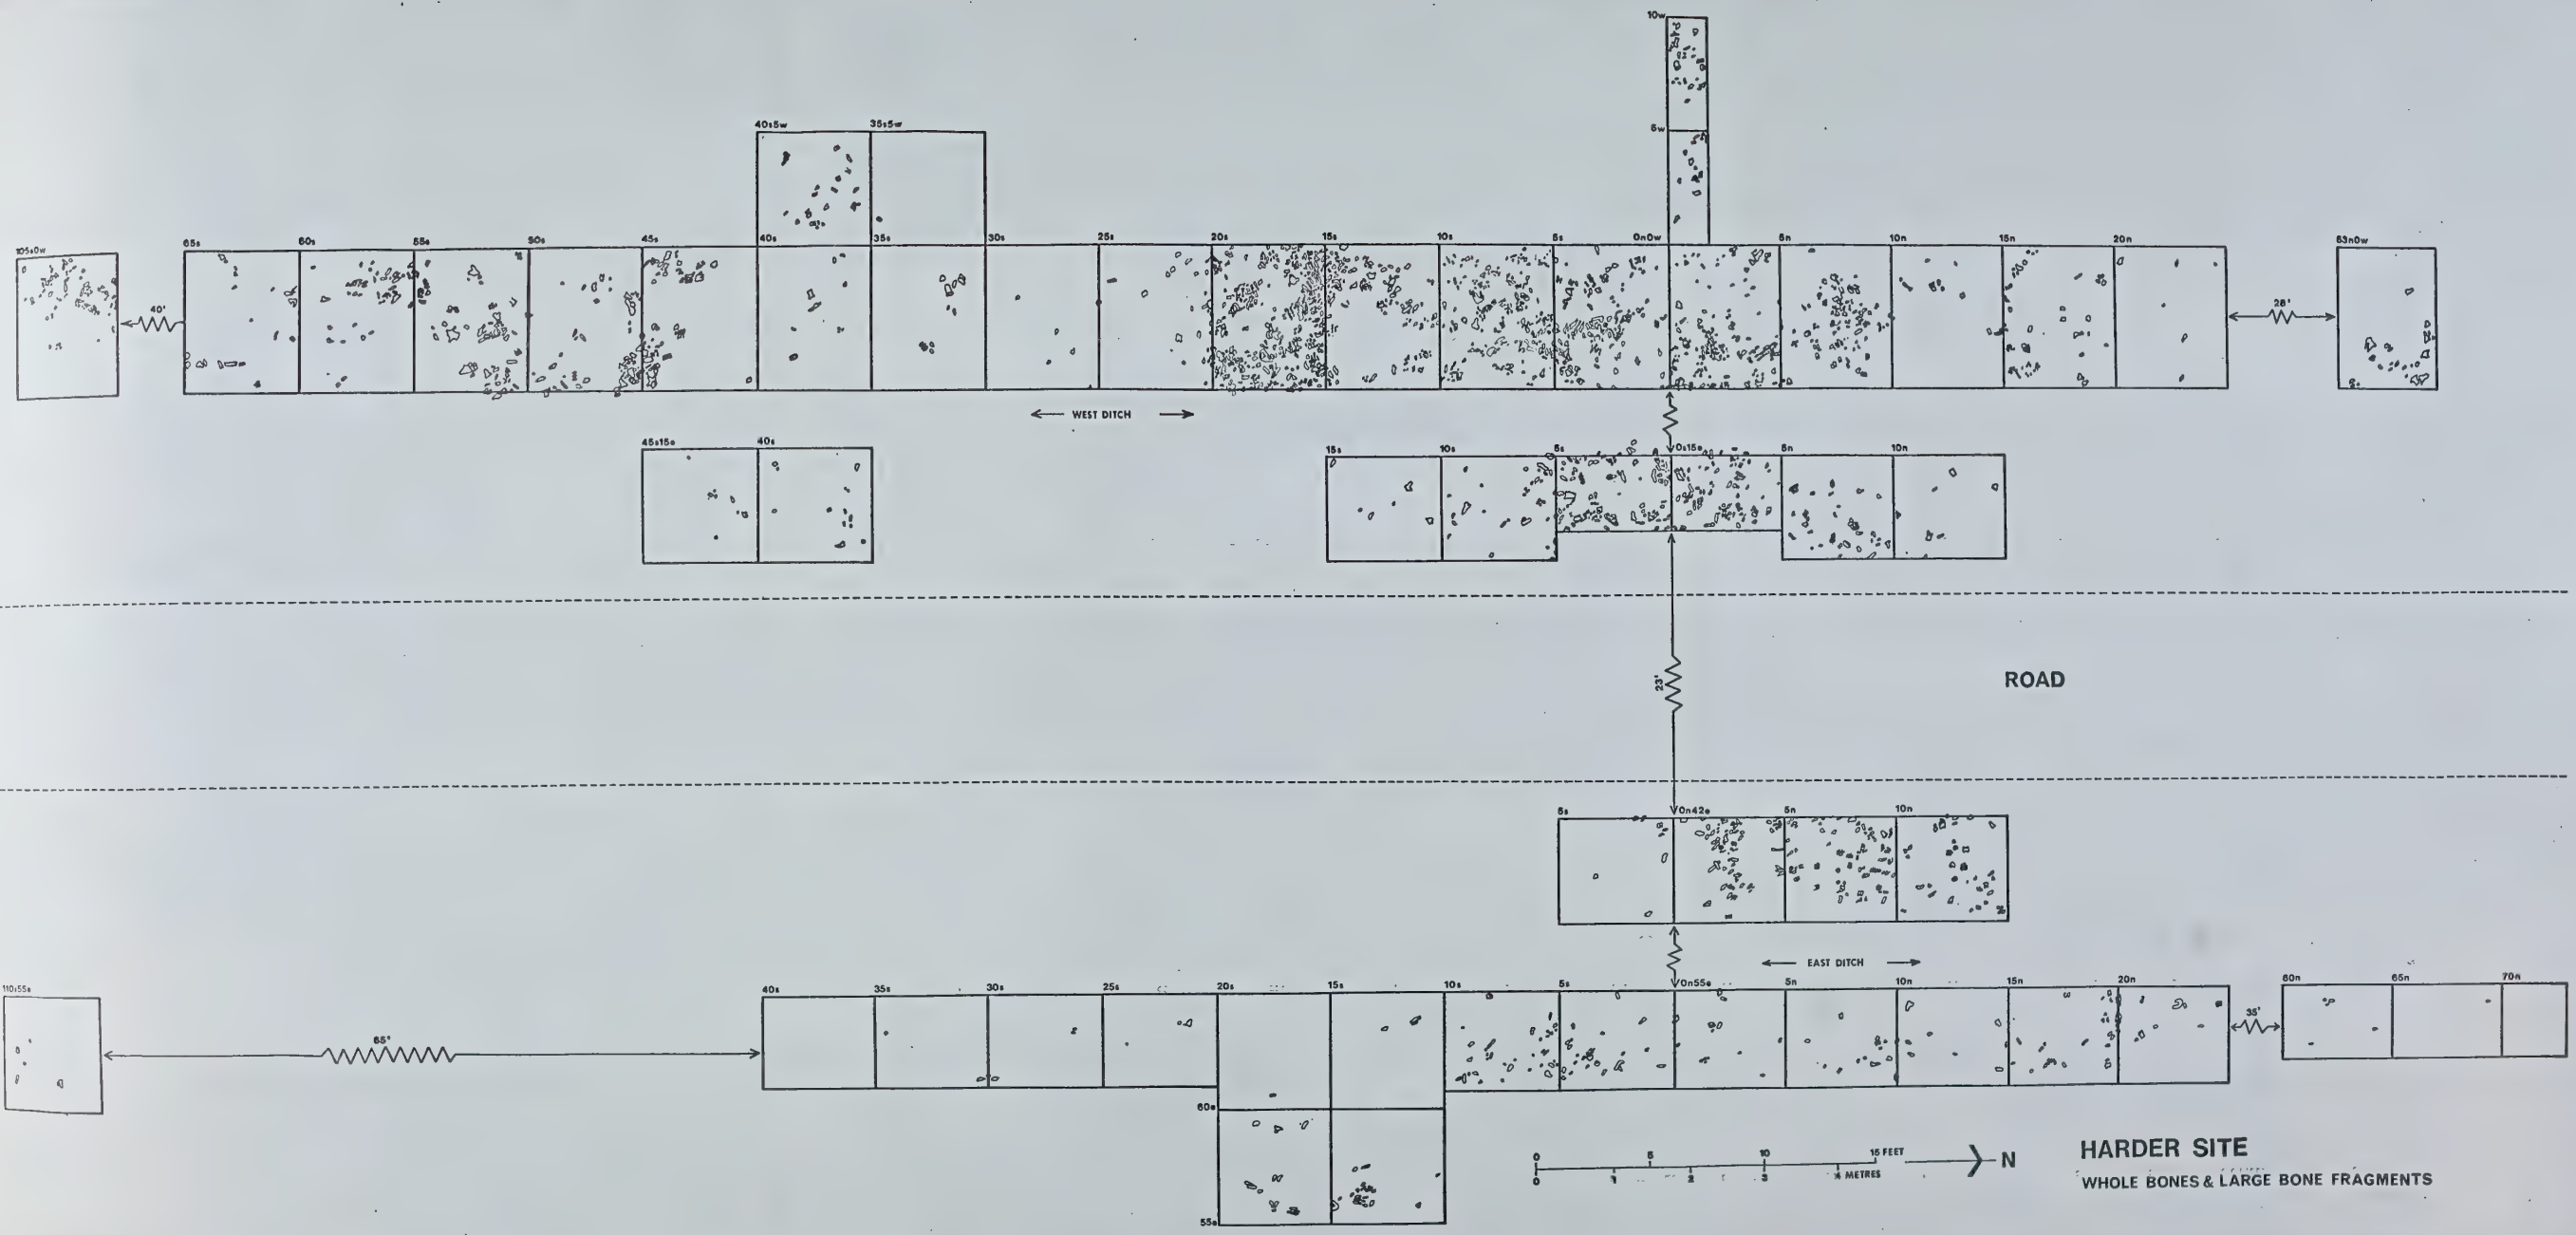 10w
5w
40s5w 35s5w
105s0w 65s 60s 55s 50s 45s 40s 35s 30s 25s 20s 15s 10s 5s 0n0w 5n 10n 15n 20n 53n0w
40' 28'
WEST DITCH
45s15e 40s 15s 10s 5s 0s15e 5n 10n
ROAD
23'
5s 0n42e 5n 10n
EAST DITCH
110s55e 40s 35s 30s 25s 20s 15s 10s 5s 0n55e 5n 10n 15n 20n 60n 65n 70n
65' 35'
60e
55e
0 5 10 15 FEET
0 1 2 3 4 METRES
N
HARDER SITE
WHOLE BONES & LARGE BONE FRAGMENTS